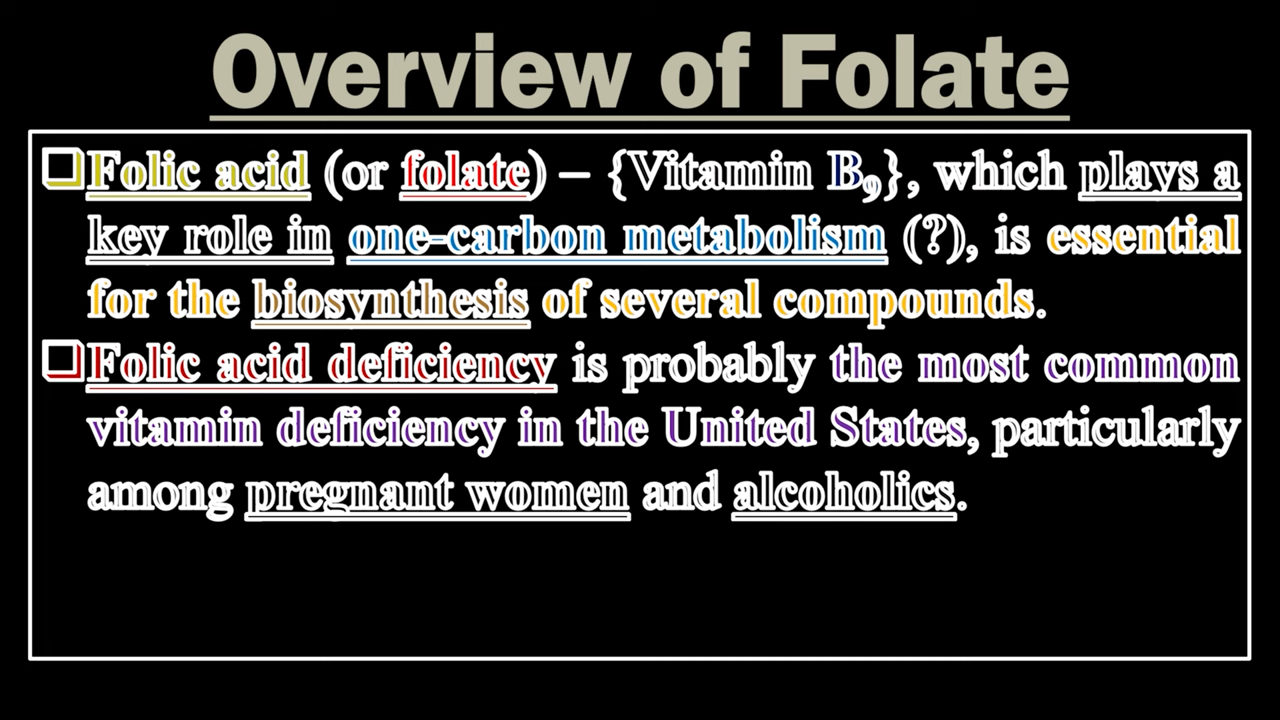 Overview of Folate
❑Folic acid (or folate) – {Vitamin B₉}, which plays a
key role in one-carbon metabolism (?), is essential
for the biosynthesis of several compounds.
❑Folic acid deficiency is probably the most common
vitamin deficiency in the United States, particularly
among pregnant women and alcoholics.